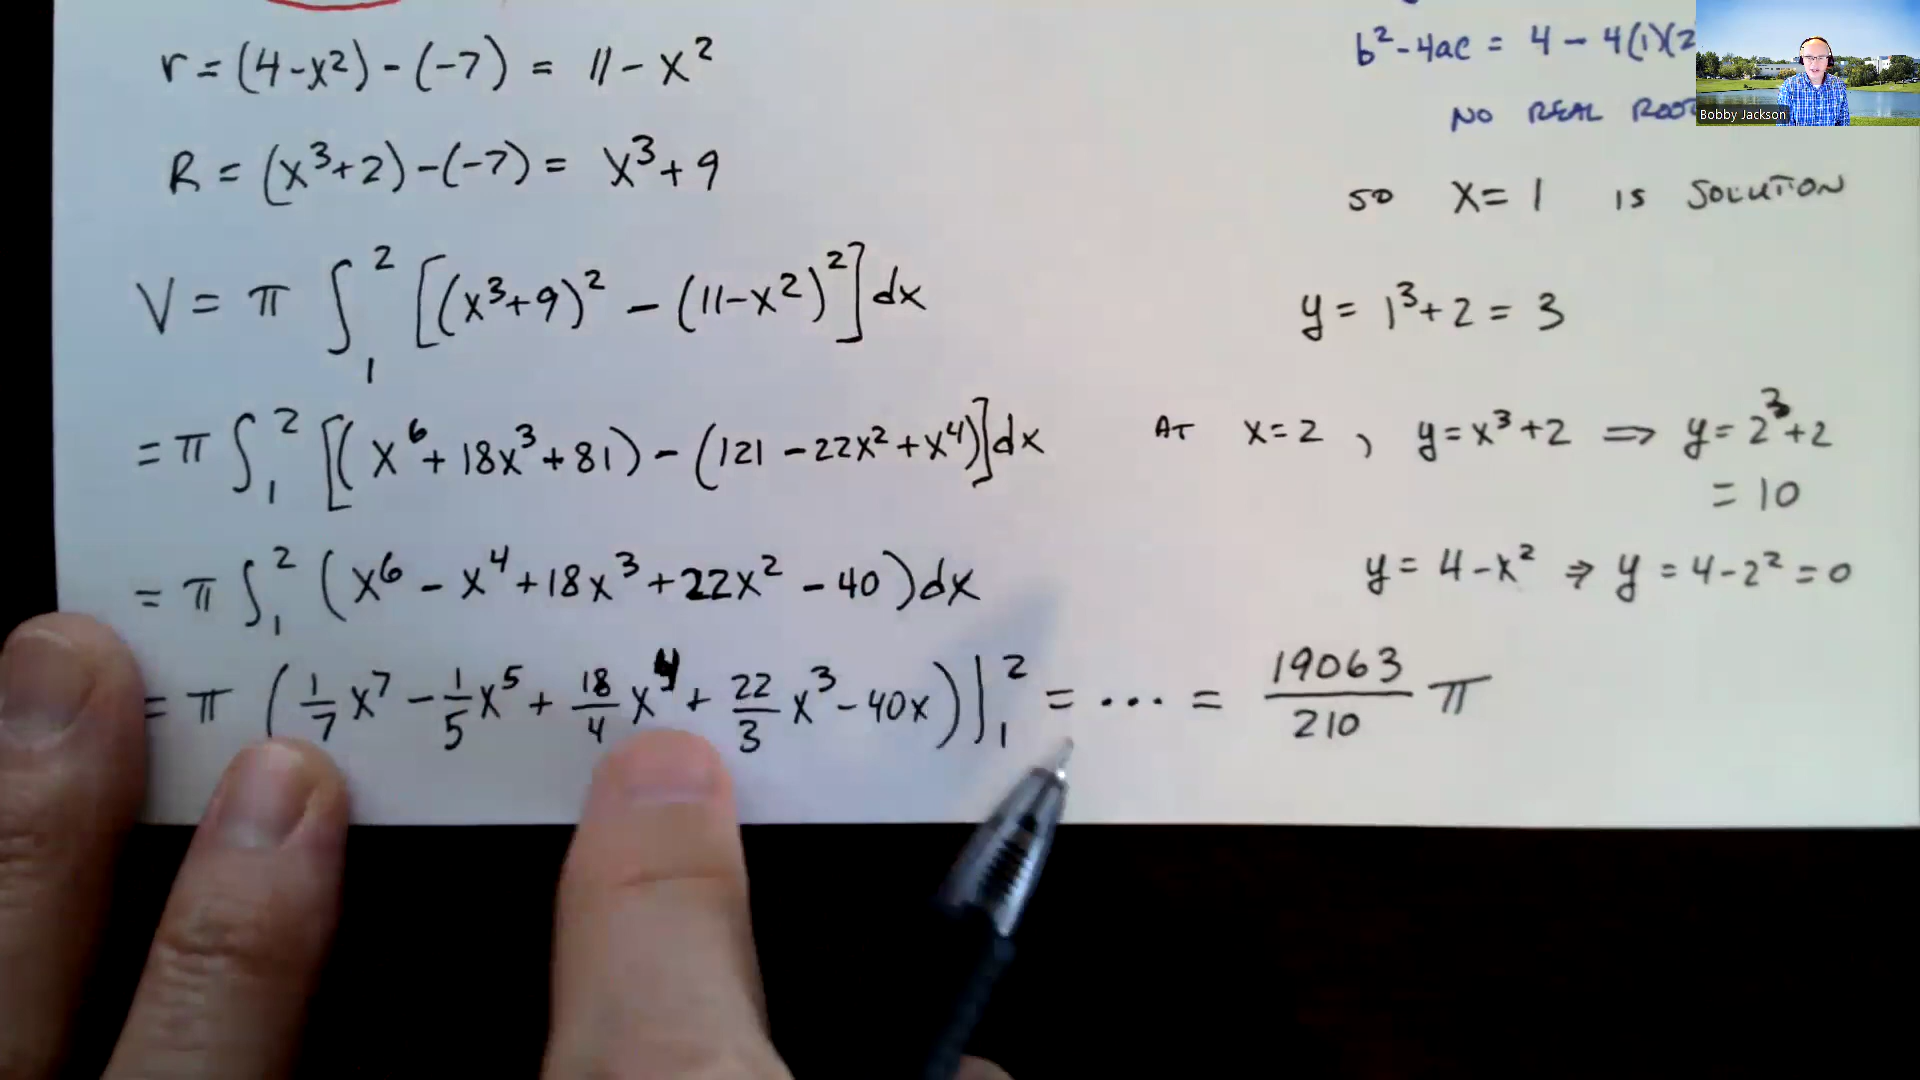 r = (4-x²) - (-7) = 11 - x²
R = (x³+2) - (-7) = x³ + 9
V = π ∫₁² [(x³+9)² - (11-x²)²] dx
= π ∫₁² [(x⁶ + 18x³ + 81) - (121 - 22x² + x⁴)] dx
= π ∫₁² (x⁶ - x⁴ + 18x³ + 22x² - 40) dx
= π (1/7 x⁷ - 1/5 x⁵ + 18/4 x⁴ + 22/3 x³ - 40x) |₁² = ... = 19063/210 π
b² - 4ac = 4 - 4(1)(2
NO REAL
SO X = 1 IS SOLUTION
y = 1³ + 2 = 3
AT x=2, y = x³ + 2 ⇒ y = 2³ + 2
= 10
y = 4 - x² ⇒ y = 4 - 2² = 0
Bobby Jackson